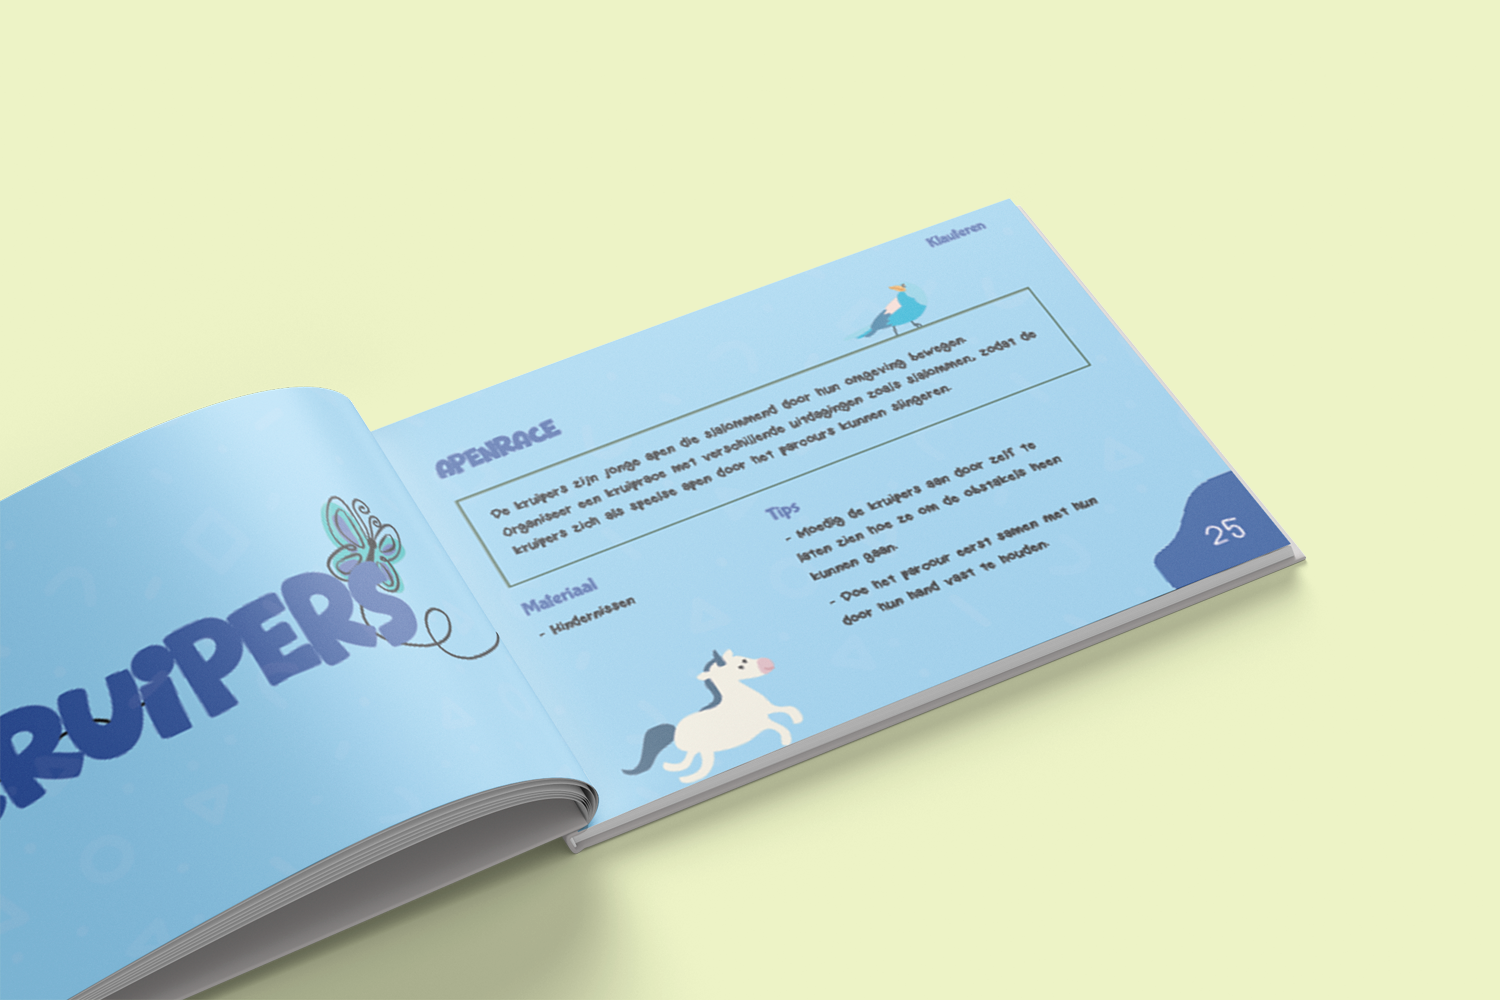 KRUiPERS
Klauteren
APENRACE
De kruipers zijn jonge apen die slalommend door hun omgeving bewegen.
Organiseer een kruiprace met verschillende uitdagingen zoals slalommen, zodat de
kruipers zich als speelse apen door het parcours kunnen slingeren.
Materiaal
- Hindernissen
Tips
- Moedig de kruipers aan door zelf te
laten zien hoe ze om de obstakels heen
kunnen gaan.
- Doe het parcour eerst samen met hun
door hun hand vast te houden.
25